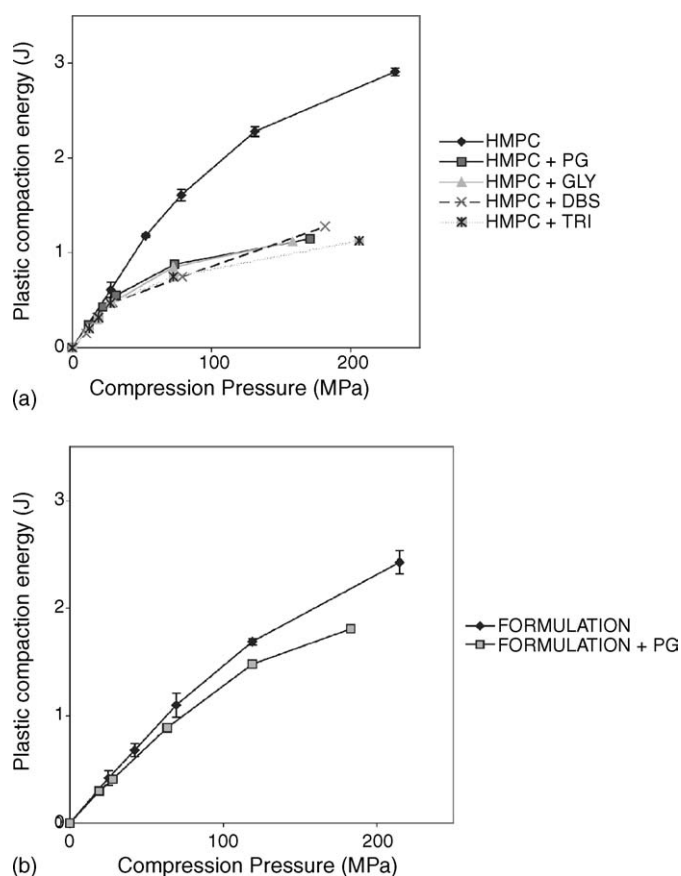 3
2
1
0
Plastic compaction energy (J)
0 100 200
Compression Pressure (MPa)
HMPC
HMPC + PG
HMPC + GLY
HMPC + DBS
HMPC + TRI
(a)
3
2
1
0
Plastic compaction energy (J)
0 100 200
Compression Pressure (MPa)
FORMULATION
FORMULATION + PG
(b)